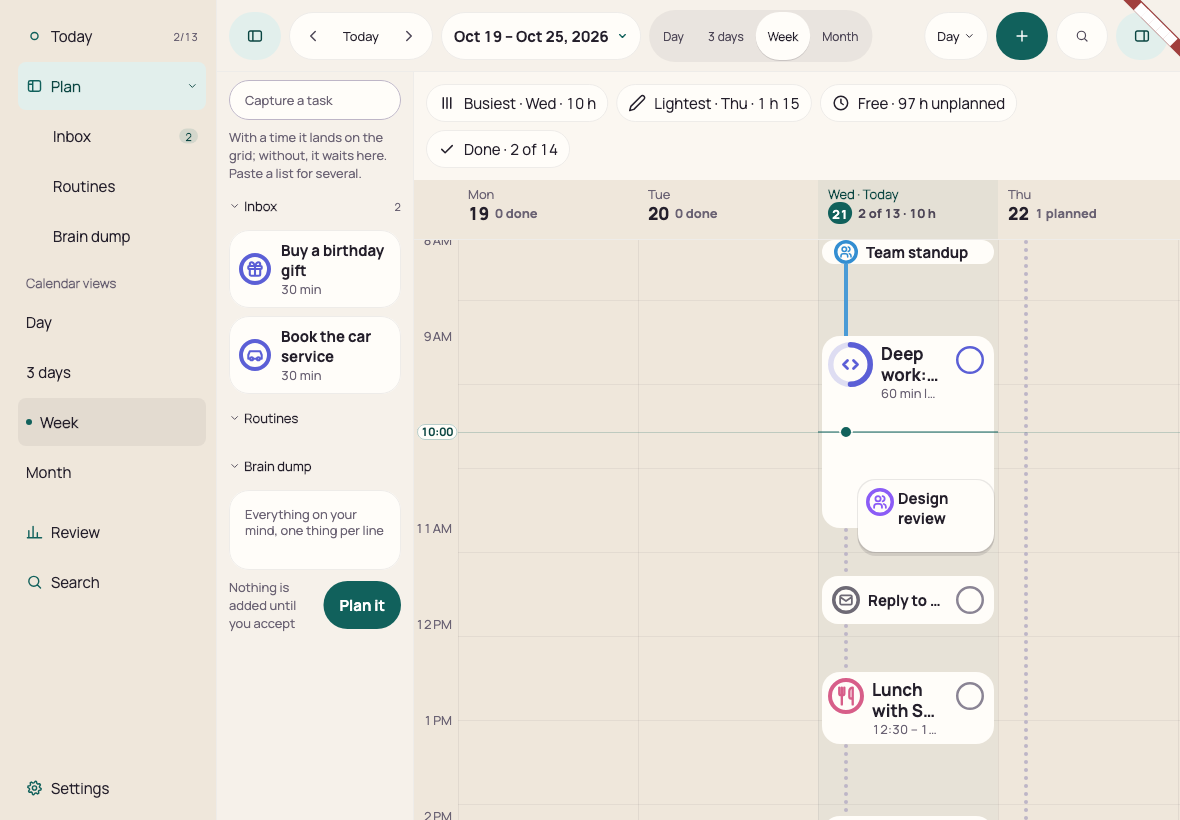 Today
2/13
Plan
Inbox
2
Routines
Brain dump
Calendar views
Day
3 days
Week
Month
Review
Search
Settings
Today
Oct 19 – Oct 25, 2026
Day
3 days
Week
Month
Day
Capture a task
With a time it lands on the
grid; without, it waits here.
Paste a list for several.
Inbox
2
Buy a birthday
gift
30 min
Book the car
service
30 min
Routines
Brain dump
Everything on your
mind, one thing per line
Nothing is
added until
you accept
Plan it
Busiest · Wed · 10 h
Lightest · Thu · 1 h 15
Free · 97 h unplanned
Done · 2 of 14
Mon
19 0 done
Tue
20 0 done
Wed · Today
21 2 of 13 · 10 h
Thu
22 1 planned
8 AM
Team standup
9 AM
Deep
work:…
60 min l…
10:00
Design
review
11 AM
Reply to …
12 PM
Lunch
with S…
12:30 – 1…
1 PM
2 PM